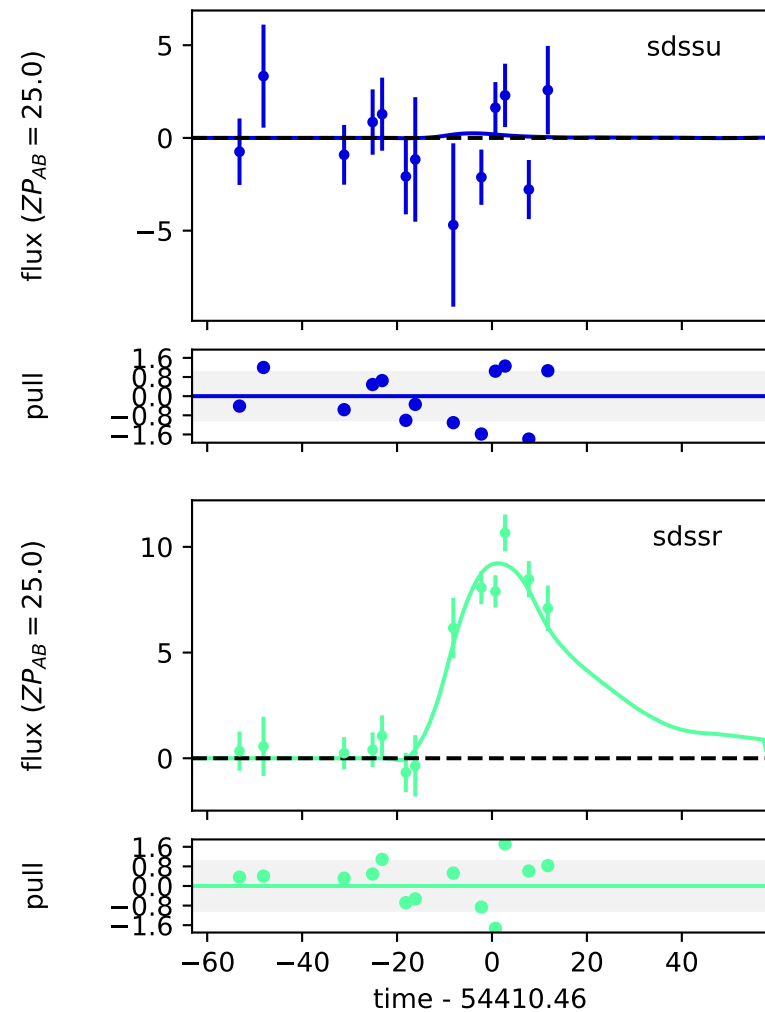 sdssu
flux (ZP_AB = 25.0)
5
0
−5
pull
1.6
0.8
0.0
−0.8
−1.6
sdssr
flux (ZP_AB = 25.0)
10
5
0
pull
1.6
0.8
0.0
−0.8
−1.6
−60 −40 −20 0 20 40
time - 54410.46